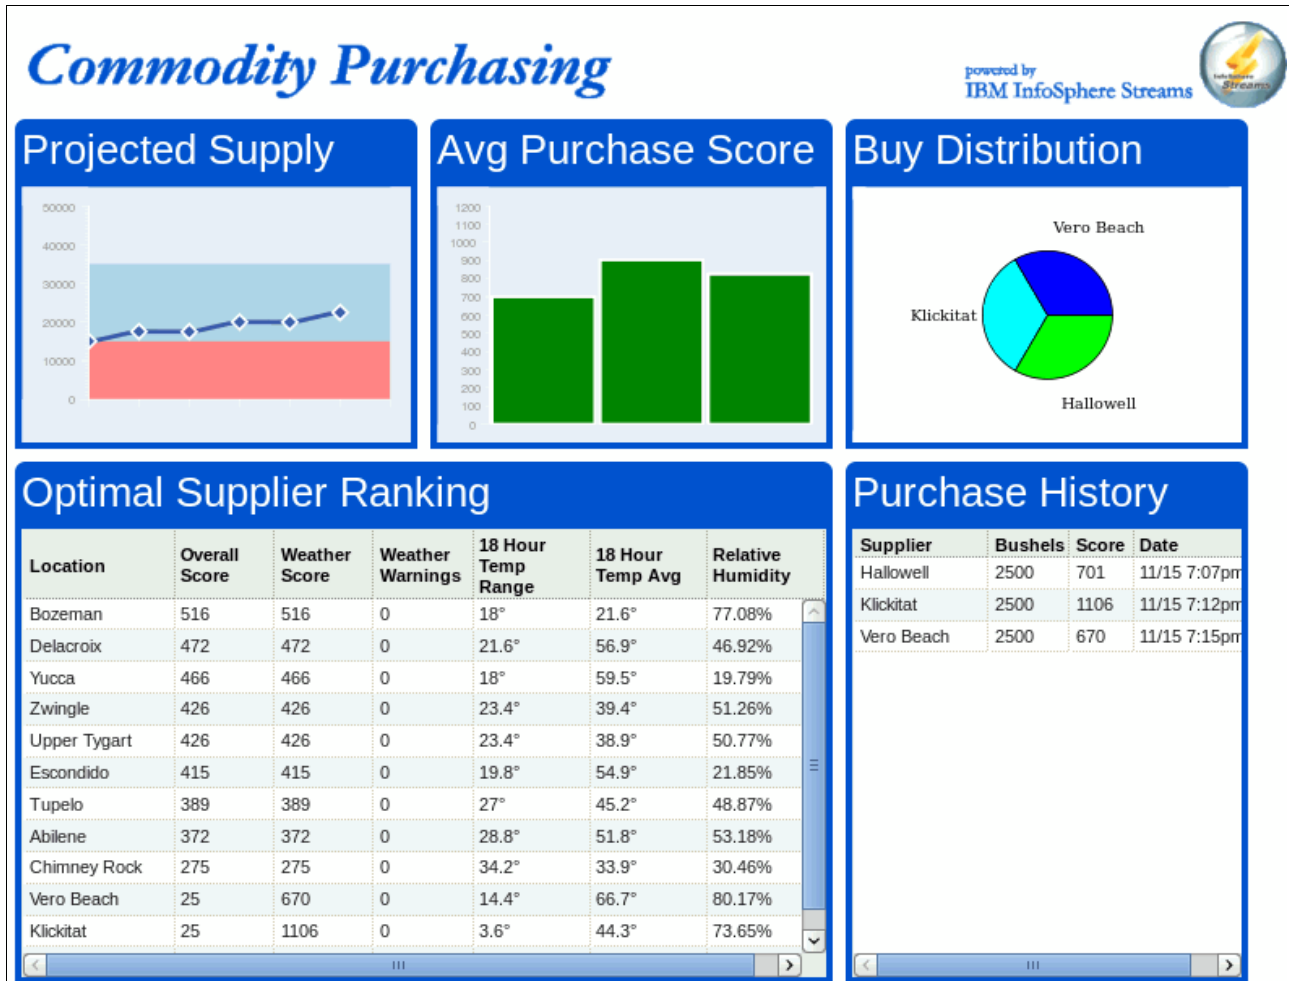 Commodity Purchasing
powered by
IBM InfoSphere Streams
InfoSphere
Streams
Projected Supply
50000
40000
30000
20000
10000
0
Avg Purchase Score
1200
1100
1000
900
800
700
600
500
400
300
200
100
0
Buy Distribution
Vero Beach
Klickitat
Hallowell
Optimal Supplier Ranking
Location Overall Score Weather Score Weather Warnings 18 Hour Temp Range 18 Hour Temp Avg Relative Humidity
Bozeman 516 516 0 18° 21.6° 77.08%
Delacroix 472 472 0 21.6° 56.9° 46.92%
Yucca 466 466 0 18° 59.5° 19.79%
Zwingle 426 426 0 23.4° 39.4° 51.26%
Upper Tygart 426 426 0 23.4° 38.9° 50.77%
Escondido 415 415 0 19.8° 54.9° 21.85%
Tupelo 389 389 0 27° 45.2° 48.87%
Abilene 372 372 0 28.8° 51.8° 53.18%
Chimney Rock 275 275 0 34.2° 33.9° 30.46%
Vero Beach 25 670 0 14.4° 66.7° 80.17%
Klickitat 25 1106 0 3.6° 44.3° 73.65%
Purchase History
Supplier Bushels Score Date
Hallowell 2500 701 11/15 7:07pm
Klickitat 2500 1106 11/15 7:12pm
Vero Beach 2500 670 11/15 7:15pm